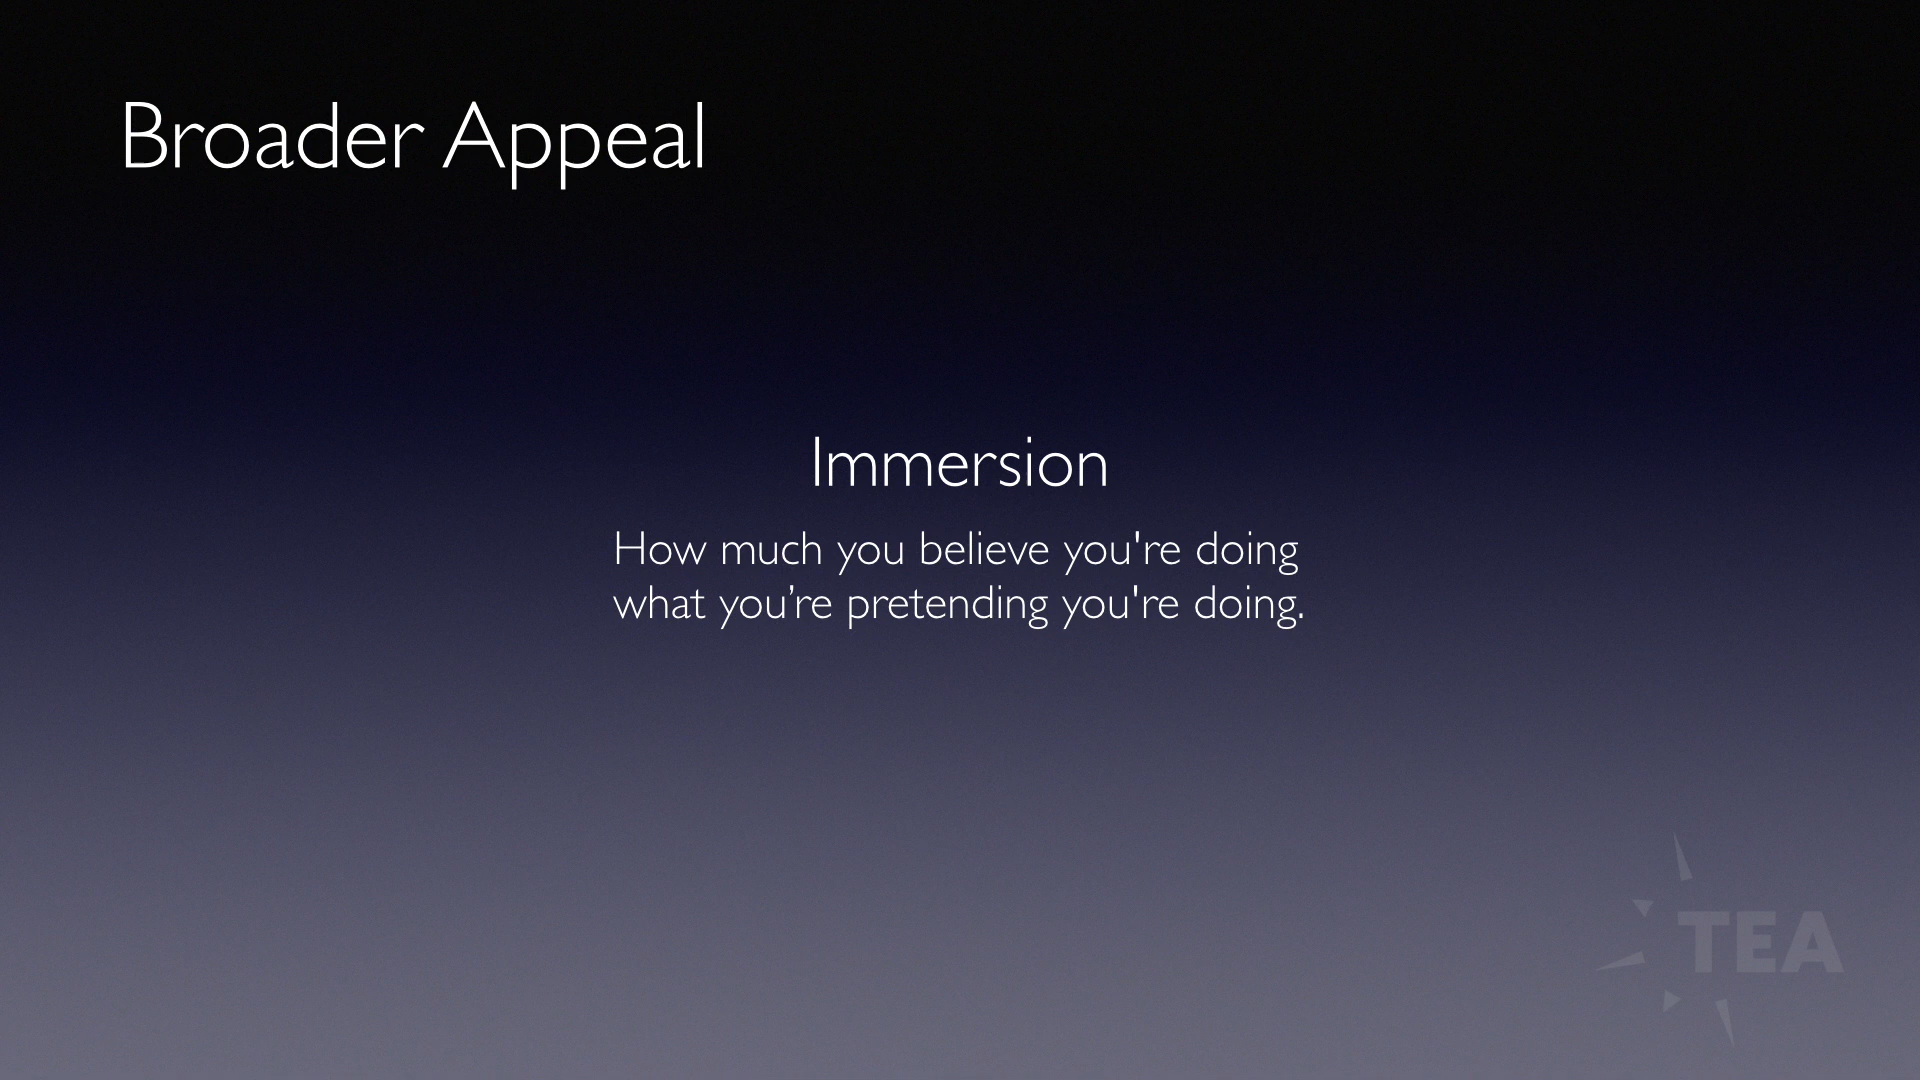 Broader Appeal
Immersion
How much you believe you're doing
what you’re pretending you're doing.
TEA